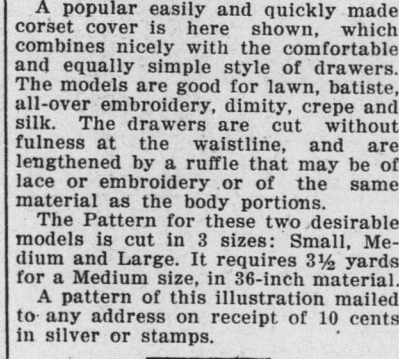 A popular easily and quickly made
corset cover is here shown, which
combines nicely with the comfortable
and equally simple style of drawers.
The models are good for lawn, batiste,
all-over embroidery, dimity, crepe and
silk. The drawers are cut without
fulness at the waistline, and are
lengthened by a ruffle that may be of
lace or embroidery or of the same
material as the body portions.
The Pattern for these two desirable
models is cut in 3 sizes: Small, Me-
dium and Large. It requires 3½ yards
for a Medium size, in 36-inch material.
A pattern of this illustration mailed
to any address on receipt of 10 cents
in silver or stamps.